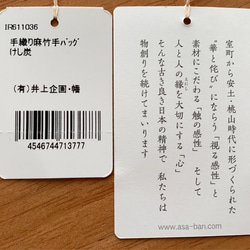 IR611036
手織り麻竹手バッグ
けし炭
(有)井上企画・幡
4546744713777
室町から安土・桃山時代に形づくられた
“華と侘び”にならう「視る感性」と
素材にこだわる「触の感性」 そして
人と人の縁を大切にする「心」
そんな古き良き日本の精神で 私たちは
物創りを続けてまいります
www.asa-ban.com